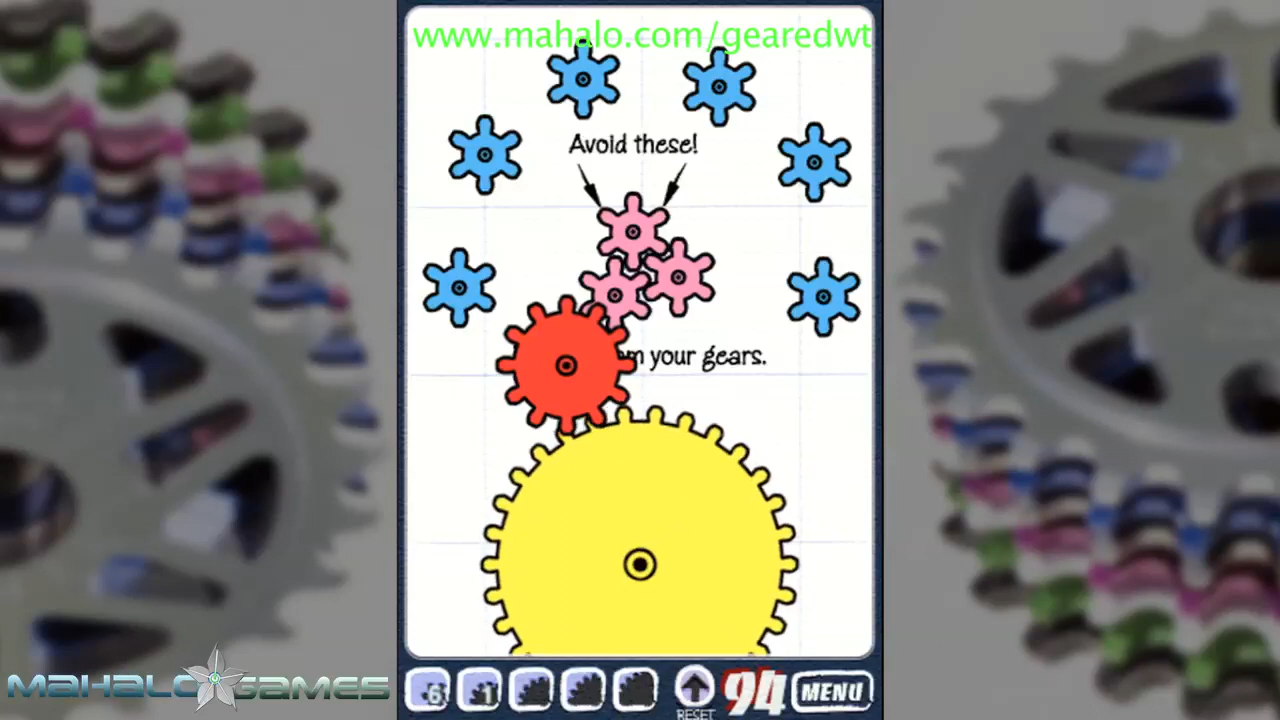 www.mahalo.com/gearedwt
Avoid these!
your gears.
MAHALO GAMES
6
1
RESET
94
MENU